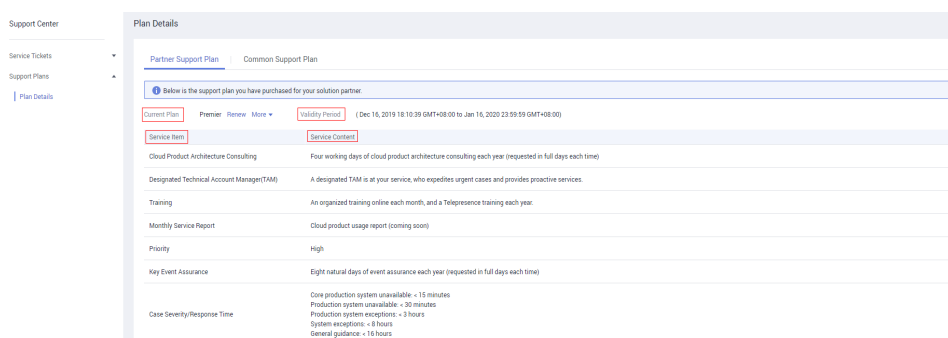 Support Center
Plan Details
Service Tickets
Support Plans
Plan Details
Partner Support Plan Common Support Plan
Below is the support plan you have purchased for your solution partner.
Current Plan Premier Renew More Validity Period ( Dec 16, 2019 18:10:39 GMT+08:00 to Jan 16, 2020 23:59:59 GMT+08:00)
Service Item Service Content
Cloud Product Architecture Consulting Four working days of cloud product architecture consulting each year (requested in full days each time)
Designated Technical Account Manager(TAM) A designated TAM is at your service, who expedites urgent cases and provides proactive services.
Training An organized training online each month, and a Telepresence training each year.
Monthly Service Report Cloud product usage report (coming soon)
Priority High
Key Event Assurance Eight natural days of event assurance each year (requested in full days each time)
Case Severity/Response Time
Core production system unavailable: < 15 minutes
Production system unavailable: < 30 minutes
Production system exceptions: < 3 hours
System exceptions: < 8 hours
General guidance: < 16 hours